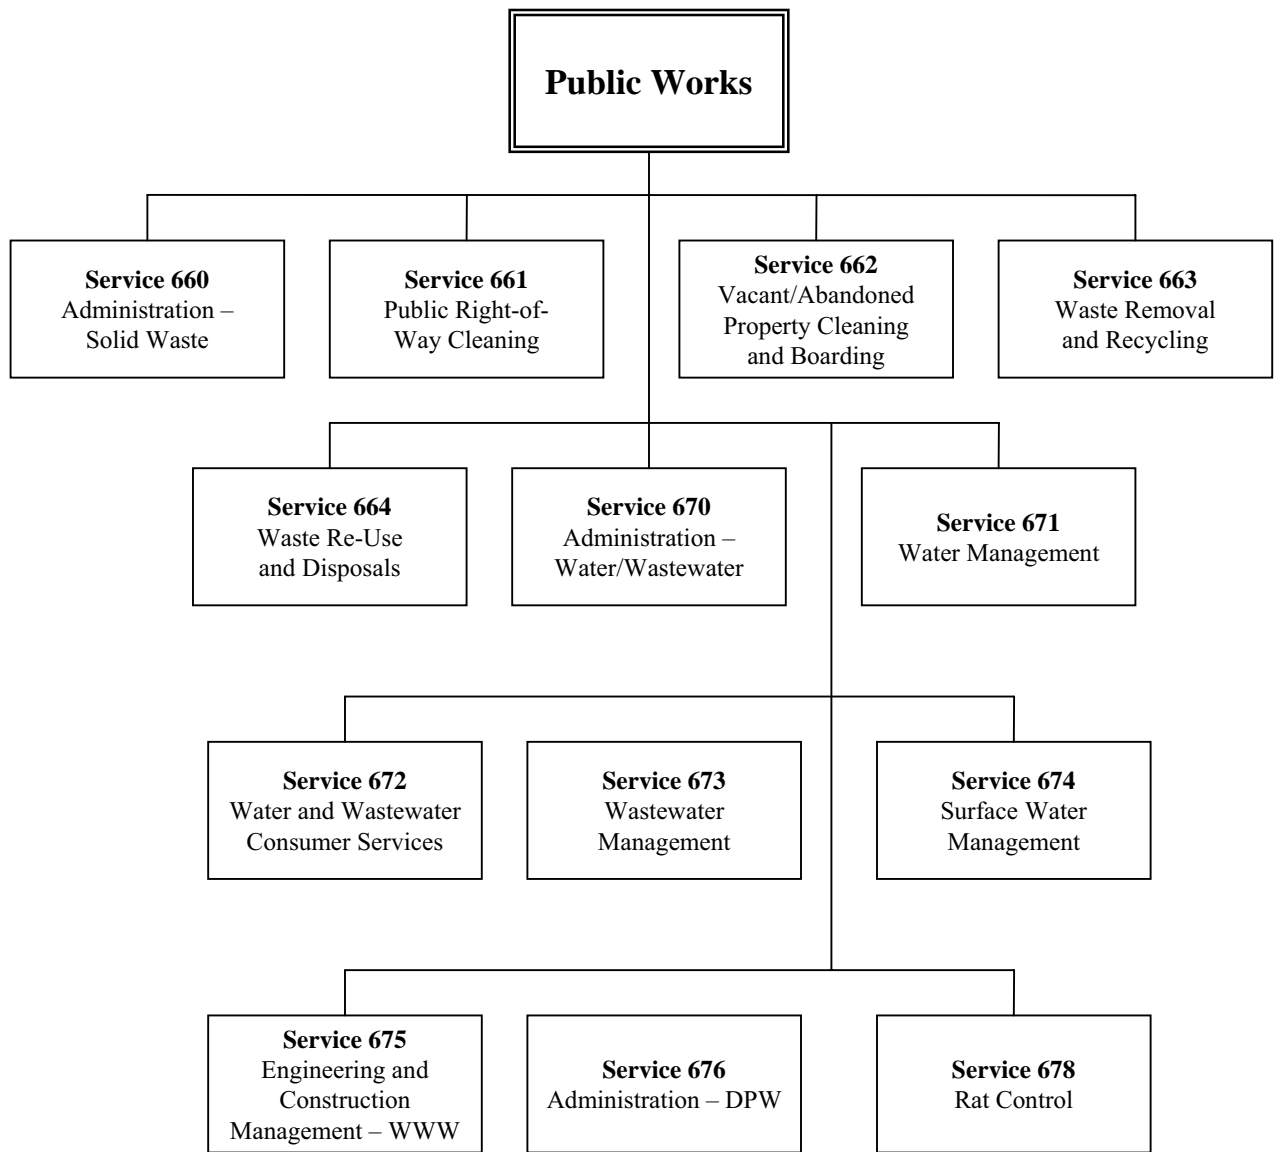 Public Works
Service 660
Administration –
Solid Waste
Service 661
Public Right-of-
Way Cleaning
Service 662
Vacant/Abandoned
Property Cleaning
and Boarding
Service 663
Waste Removal
and Recycling
Service 664
Waste Re-Use
and Disposals
Service 670
Administration –
Water/Wastewater
Service 671
Water Management
Service 672
Water and Wastewater
Consumer Services
Service 673
Wastewater
Management
Service 674
Surface Water
Management
Service 675
Engineering and
Construction
Management – WWW
Service 676
Administration – DPW
Service 678
Rat Control